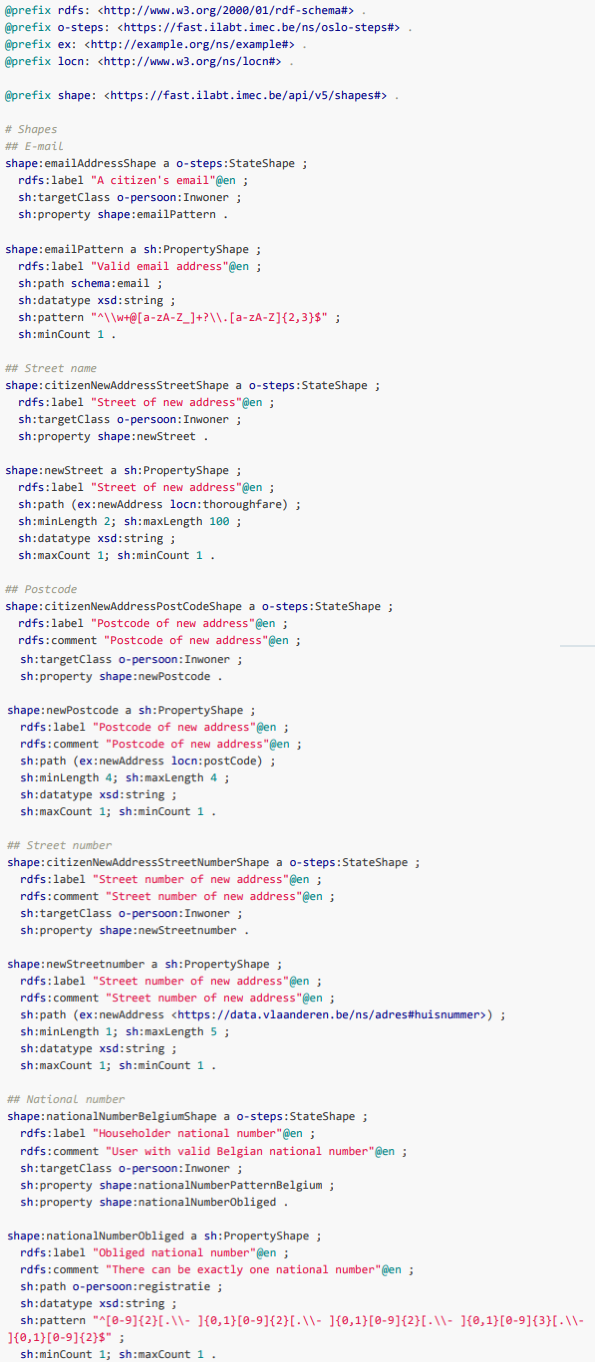 @prefix rdfs: <http://www.w3.org/2000/01/rdf-schema#> .
@prefix o-steps: <https://fast.ilabt.imec.be/ns/oslo-steps#> .
@prefix ex: <http://example.org/ns/example#> .
@prefix locn: <http://www.w3.org/ns/locn#> .

@prefix shape: <https://fast.ilabt.imec.be/api/v5/shapes#> .

# Shapes
## E-mail
shape:emailAddressShape a o-steps:StateShape ;
  rdfs:label "A citizen's email"@en ;
  sh:targetClass o-persoon:Inwoner ;
  sh:property shape:emailPattern .

shape:emailPattern a sh:PropertyShape ;
  rdfs:label "Valid email address"@en ;
  sh:path schema:email ;
  sh:datatype xsd:string ;
  sh:pattern "^\\w+@[a-zA-Z_]+?\\.[a-zA-Z]{2,3}$" ;
  sh:minCount 1 .

## Street name
shape:citizenNewAddressStreetShape a o-steps:StateShape ;
  rdfs:label "Street of new address"@en ;
  sh:targetClass o-persoon:Inwoner ;
  sh:property shape:newStreet .

shape:newStreet a sh:PropertyShape ;
  rdfs:label "Street of new address"@en ;
  sh:path (ex:newAddress locn:thoroughfare) ;
  sh:minLength 2; sh:maxLength 100 ;
  sh:datatype xsd:string ;
  sh:maxCount 1; sh:minCount 1 .

## Postcode
shape:citizenNewAddressPostCodeShape a o-steps:StateShape ;
  rdfs:label "Postcode of new address"@en ;
  rdfs:comment "Postcode of new address"@en ;
  sh:targetClass o-persoon:Inwoner ;
  sh:property shape:newPostcode .

shape:newPostcode a sh:PropertyShape ;
  rdfs:label "Postcode of new address"@en ;
  rdfs:comment "Postcode of new address"@en ;
  sh:path (ex:newAddress locn:postCode) ;
  sh:minLength 4; sh:maxLength 4 ;
  sh:datatype xsd:string ;
  sh:maxCount 1; sh:minCount 1 .

## Street number
shape:citizenNewAddressStreetNumberShape a o-steps:StateShape ;
  rdfs:label "Street number of new address"@en ;
  rdfs:comment "Street number of new address"@en ;
  sh:targetClass o-persoon:Inwoner ;
  sh:property shape:newStreetnumber .

shape:newStreetnumber a sh:PropertyShape ;
  rdfs:label "Street number of new address"@en ;
  rdfs:comment "Street number of new address"@en ;
  sh:path (ex:newAddress <https://data.vlaanderen.be/ns/adres#huisnummer>) ;
  sh:minLength 1; sh:maxLength 5 ;
  sh:datatype xsd:string ;
  sh:maxCount 1; sh:minCount 1 .

## National number
shape:nationalNumberBelgiumShape a o-steps:StateShape ;
  rdfs:label "Householder national number"@en ;
  rdfs:comment "User with valid Belgian national number"@en ;
  sh:targetClass o-persoon:Inwoner ;
  sh:property shape:nationalNumberPatternBelgium ;
  sh:property shape:nationalNumberObliged .

shape:nationalNumberObliged a sh:PropertyShape ;
  rdfs:label "Obliged national number"@en ;
  rdfs:comment "There can be exactly one national number"@en ;
  sh:path o-persoon:registratie ;
  sh:datatype xsd:string ;
  sh:pattern "^[0-9]{2}[.\\- ]{0,1}[0-9]{2}[.\\- ]{0,1}[0-9]{2}[.\\- ]{0,1}[0-9]{3}[.\\-
]{0,1}[0-9]{2}$" ;
  sh:minCount 1; sh:maxCount 1 .